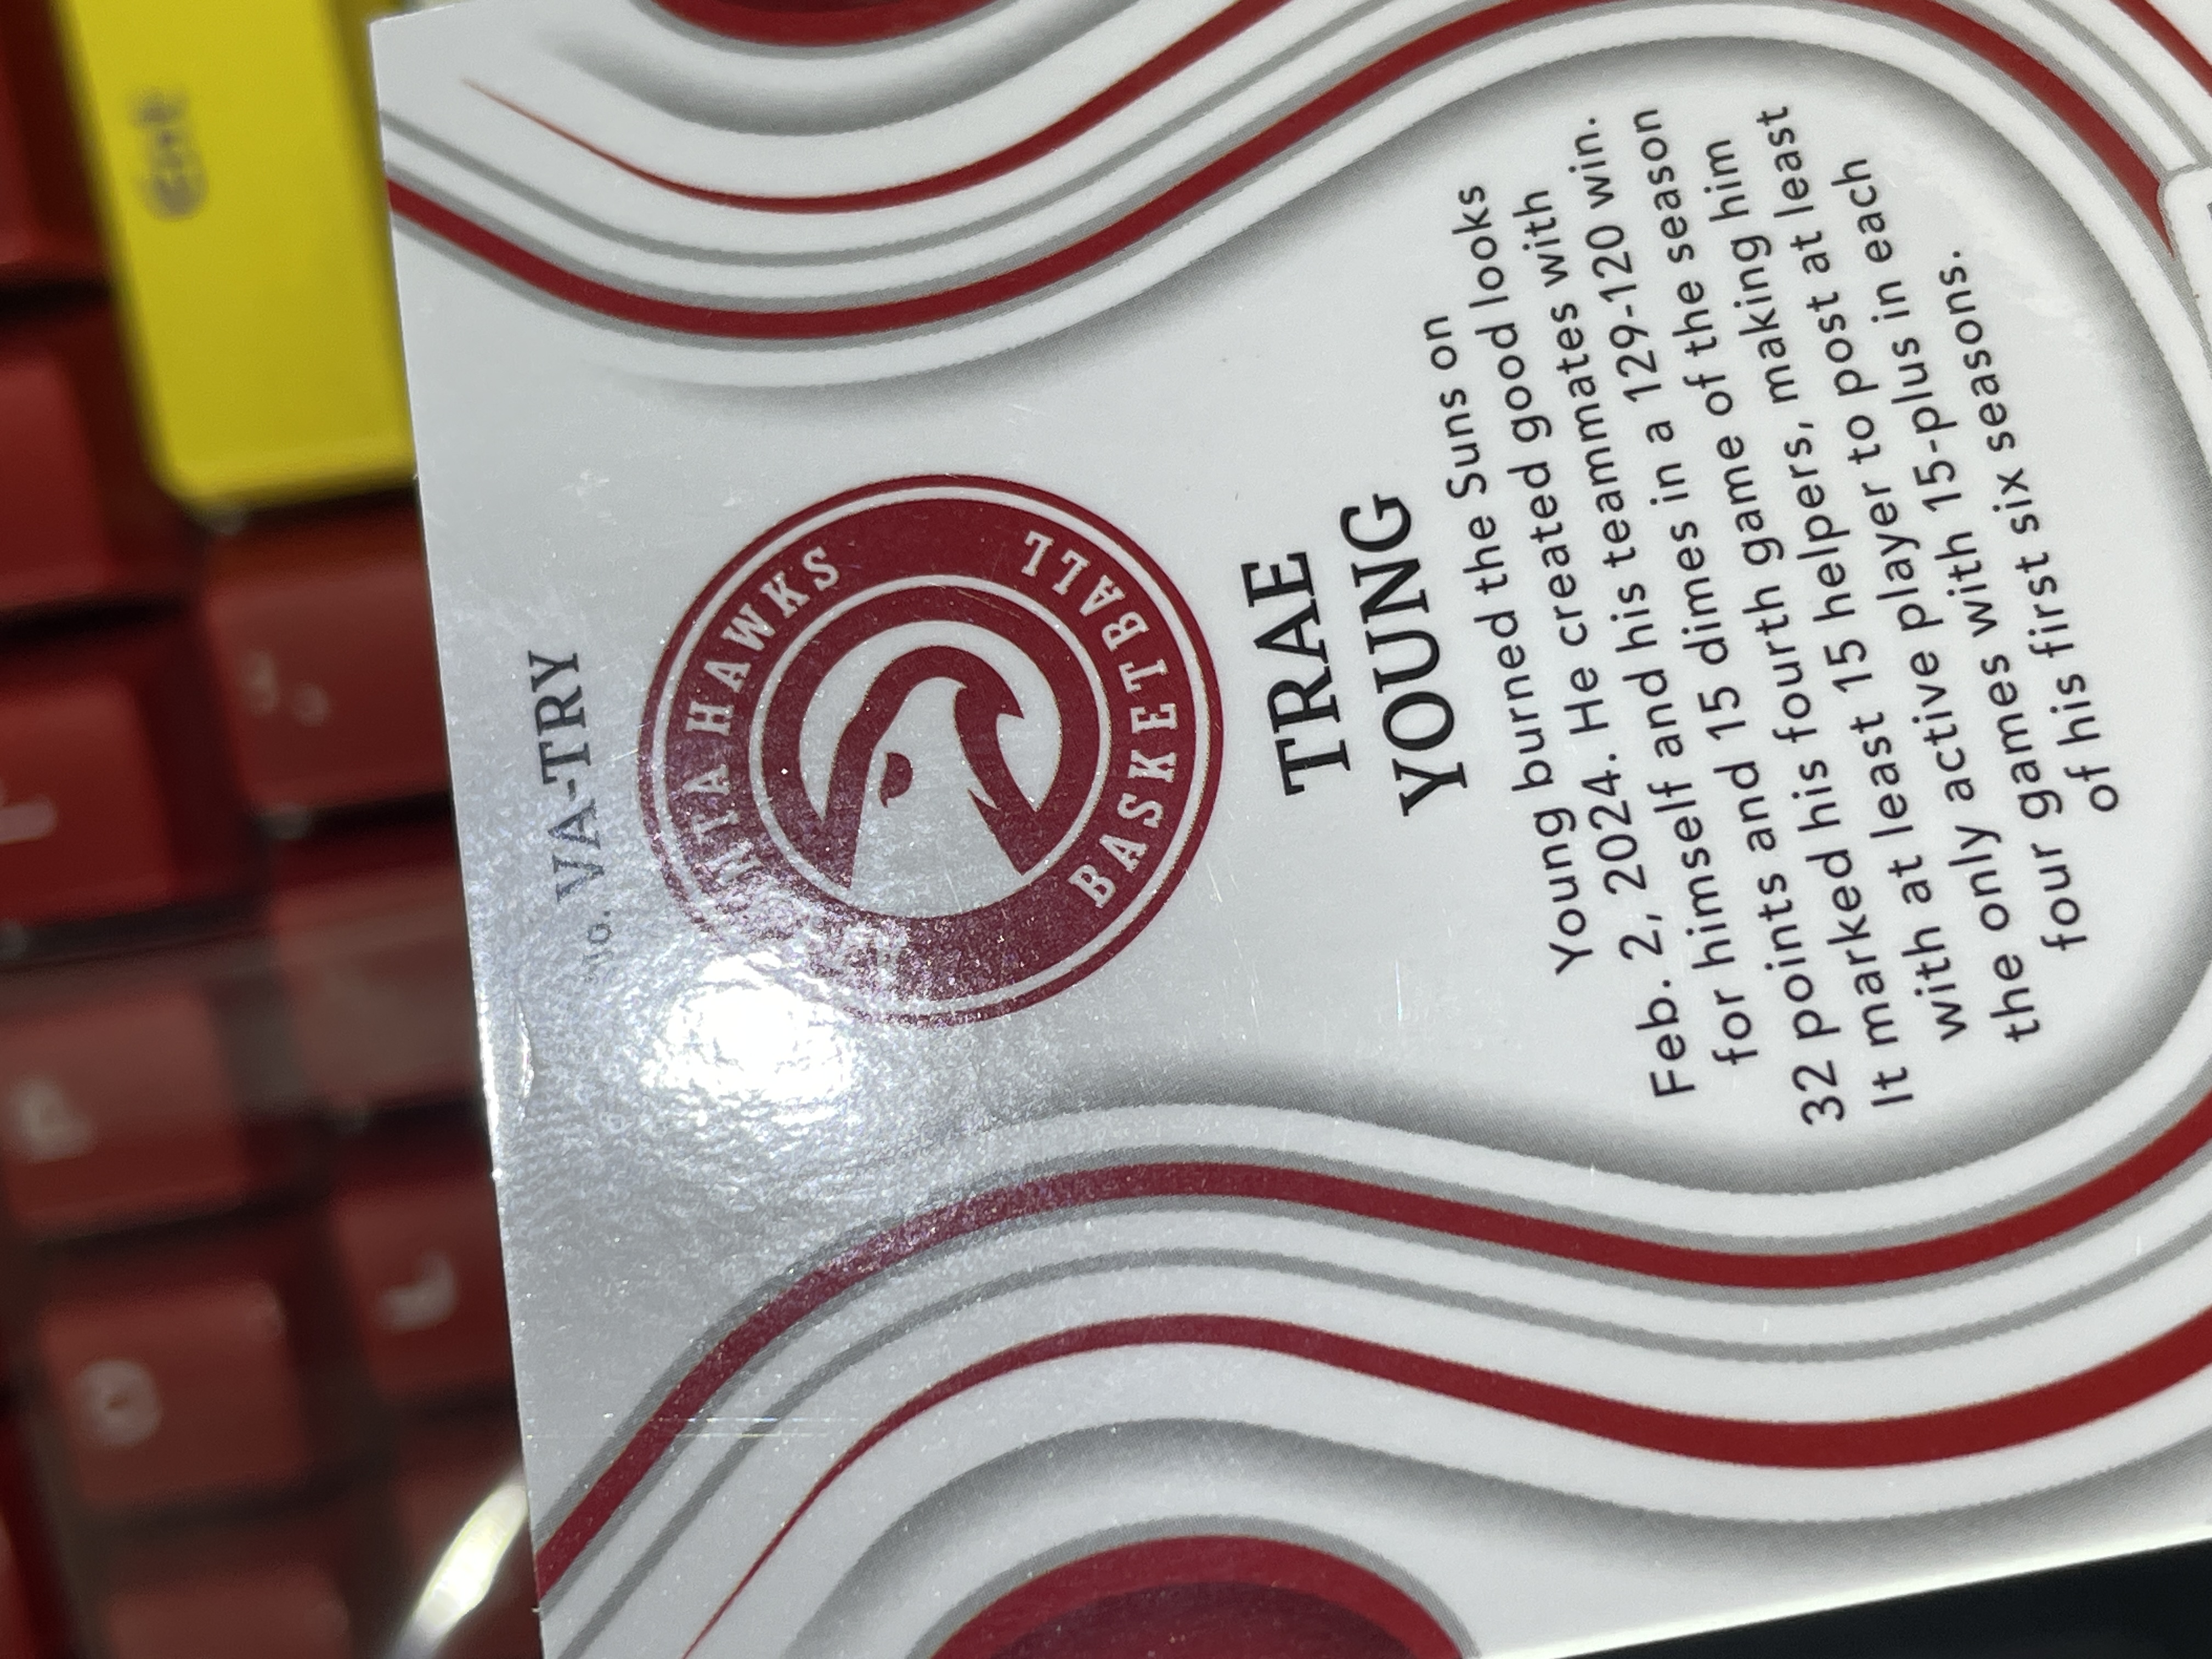 No. VA-TRY
ATLANTA HAWKS
BASKETBALL
TRAE
YOUNG
Young burned the Suns on
Feb. 2, 2024. He created good looks
for himself and his teammates with
32 points and 15 dimes in a 129-120 win.
It marked his fourth game of the season
with at least 15 helpers, making him
the only active player to post at least
four games with 15-plus in each
of his first six seasons.